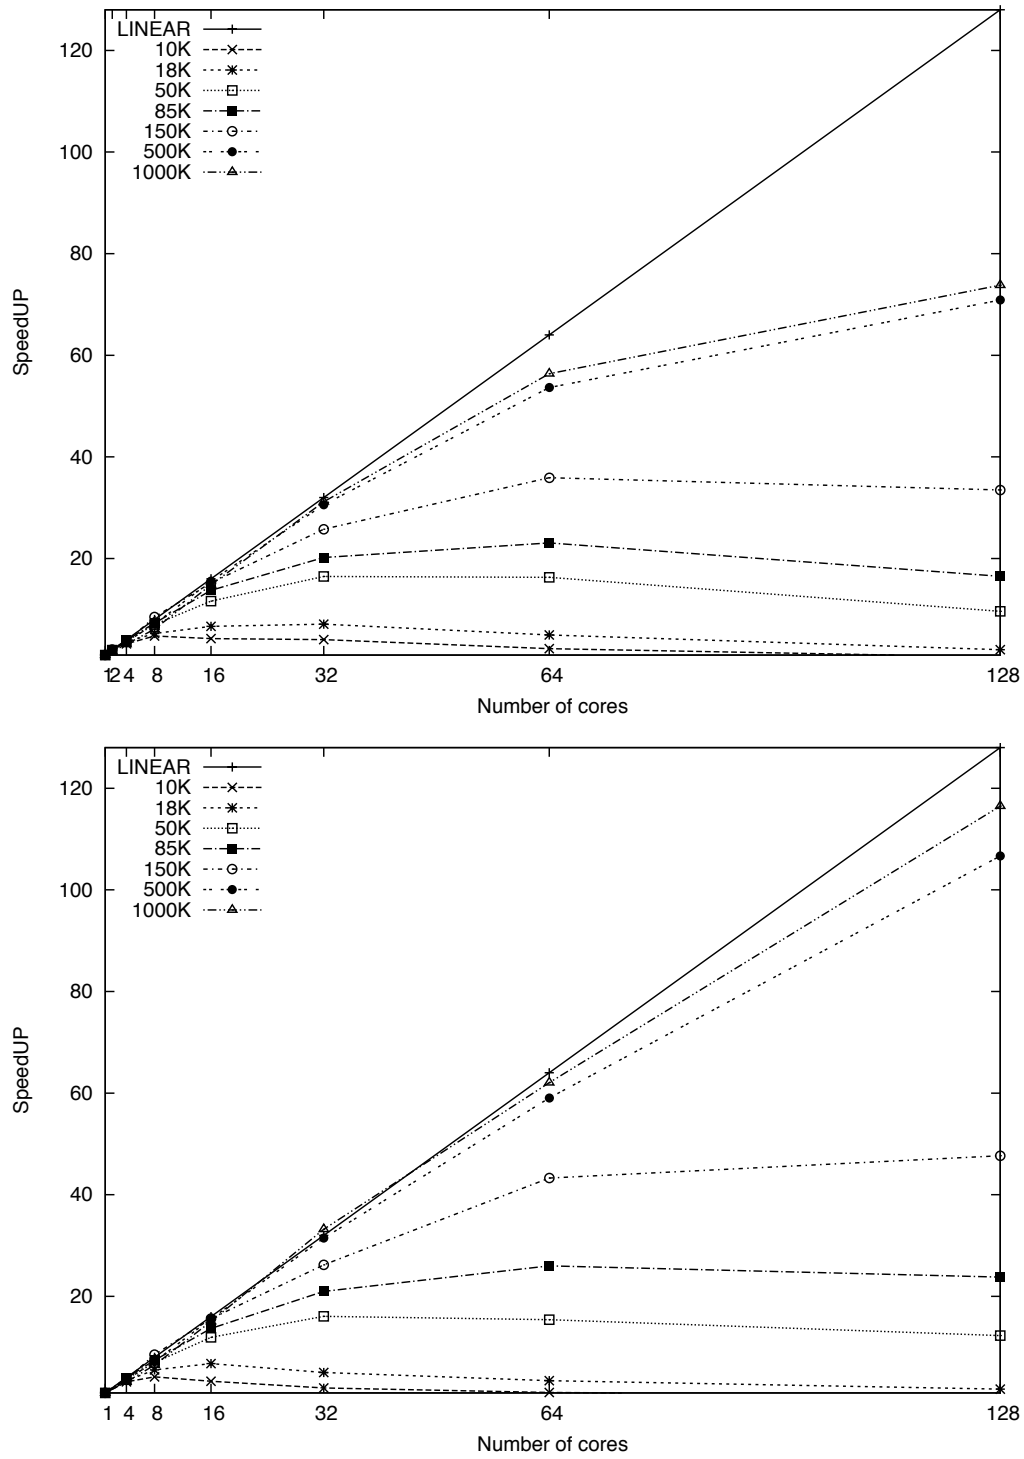 LINEAR
10K
18K
50K
85K
150K
500K
1000K
120
100
80
60
40
20
SpeedUP
1 2 4 8 16 32 64 128
Number of cores
LINEAR
10K
18K
50K
85K
150K
500K
1000K
120
100
80
60
40
20
SpeedUP
1 4 8 16 32 64 128
Number of cores